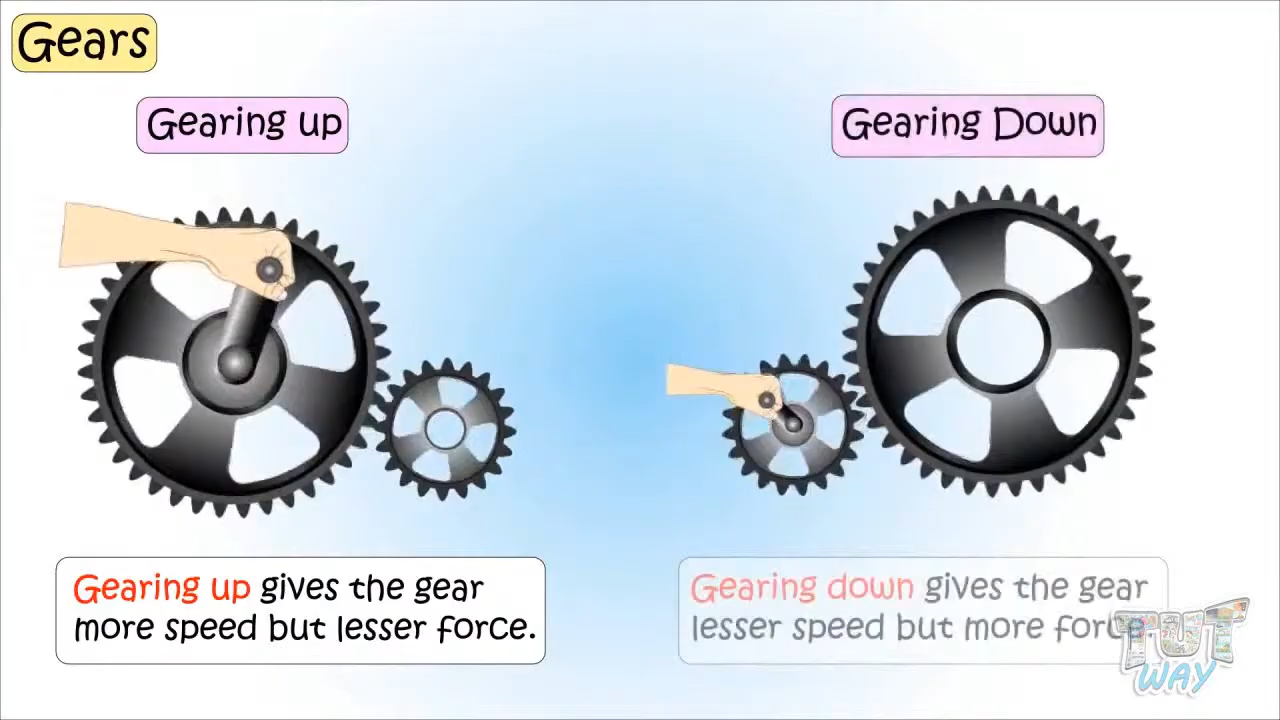 Gears
Gearing up
Gearing Down
Gearing up gives the gear
more speed but lesser force.
Gearing down gives the gear
lesser speed but more force.
TUT
WAY